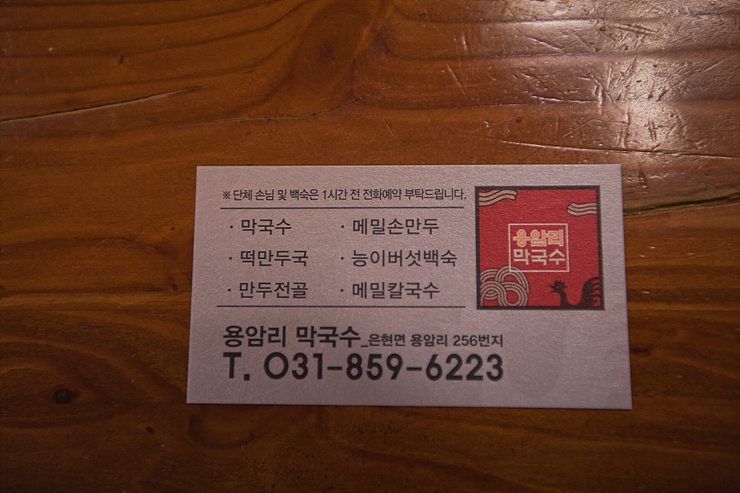 ※ 단체 손님 및 백숙은 1시간 전 전화예약 부탁드립니다.
· 막국수 · 메밀손만두
· 떡만두국 · 능이버섯백숙
· 만두전골 · 메밀칼국수
용암리
막국수
용암리 막국수_은현면 용암리 256번지
T. 031-859-6223